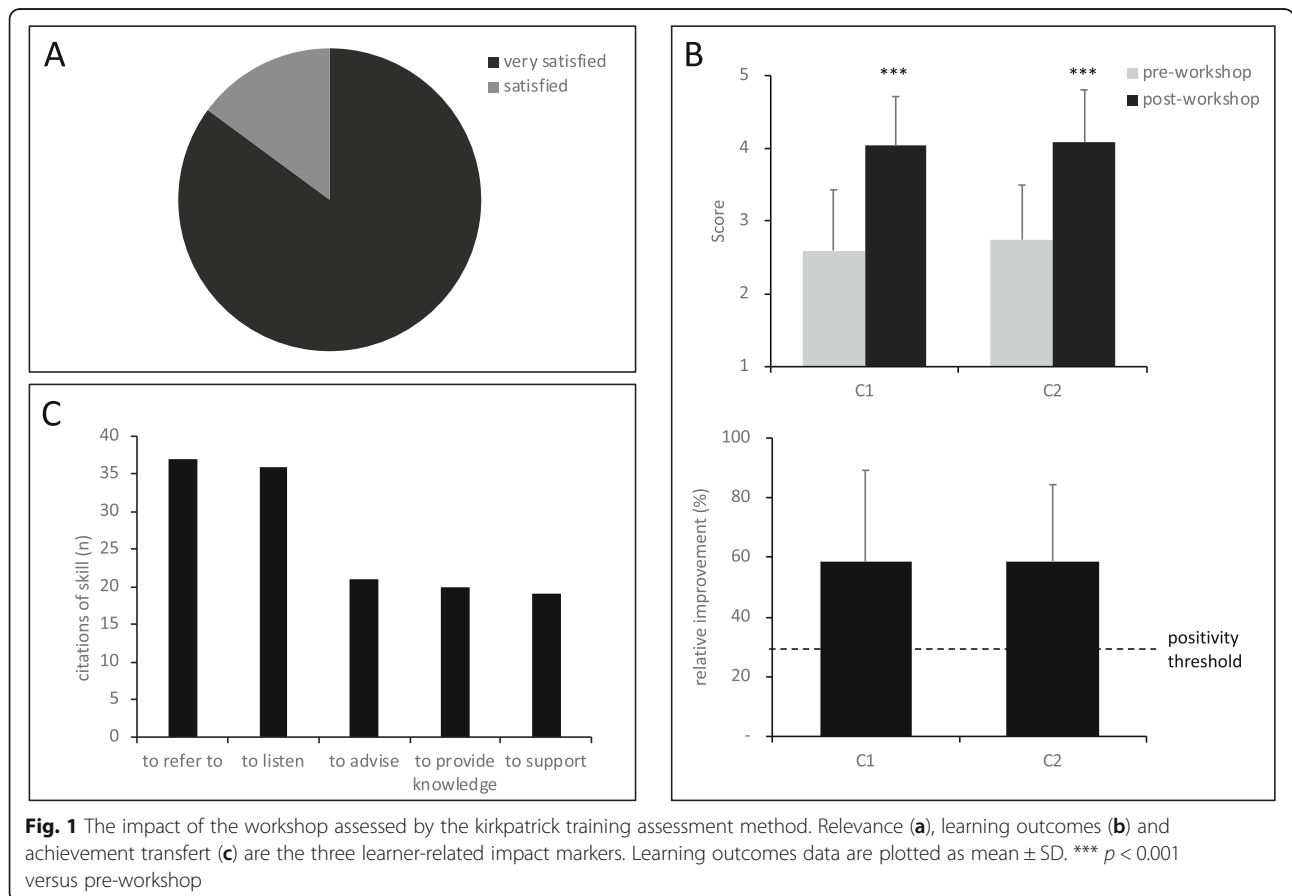 A
very satisfied
satisfied
B
***
***
pre-workshop
post-workshop
5
4
3
2
1
Score
C1
C2
C
40
35
30
25
20
15
10
5
0
citations of skill (n)
to refer to
to listen
to advise
to provide
knowledge
to support
100
80
60
40
20
-
relative improvement (%)
positivity
threshold
C1
C2
Fig. 1 The impact of the workshop assessed by the kirkpatrick training assessment method. Relevance (a), learning outcomes (b) and
achievement transfert (c) are the three learner-related impact markers. Learning outcomes data are plotted as mean ± SD. *** p < 0.001
versus pre-workshop